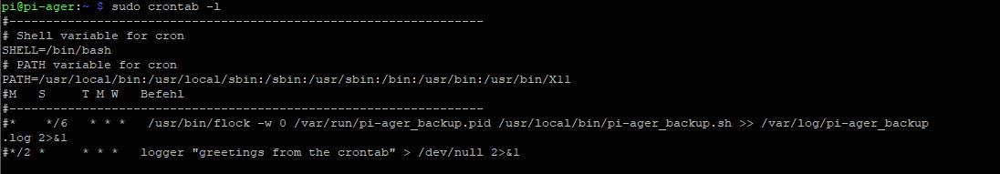 pi@pi-ager:~ $ sudo crontab -l
#------------------------------------------------------------------
# Shell variable for cron
SHELL=/bin/bash
# PATH variable for cron
PATH=/usr/local/bin:/usr/local/sbin:/sbin:/usr/sbin:/bin:/usr/bin:/usr/bin/X11
#M   S     T M W   Befehl
#------------------------------------------------------------------
#*    */6   * * *    /usr/bin/flock -w 0 /var/run/pi-ager_backup.pid /usr/local/bin/pi-ager_backup.sh >> /var/log/pi-ager_backup
.log 2>&1
#*/2 *     * * *   logger "greetings from the crontab" > /dev/null 2>&1